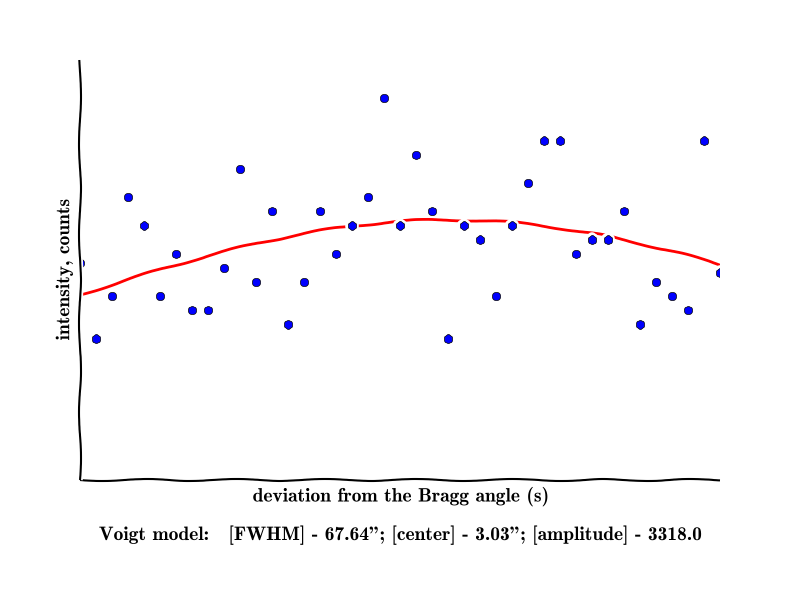 intensity, counts
deviation from the Bragg angle (s)
Voigt model: [FWHM] - 67.64”; [center] - 3.03”; [amplitude] - 3318.0